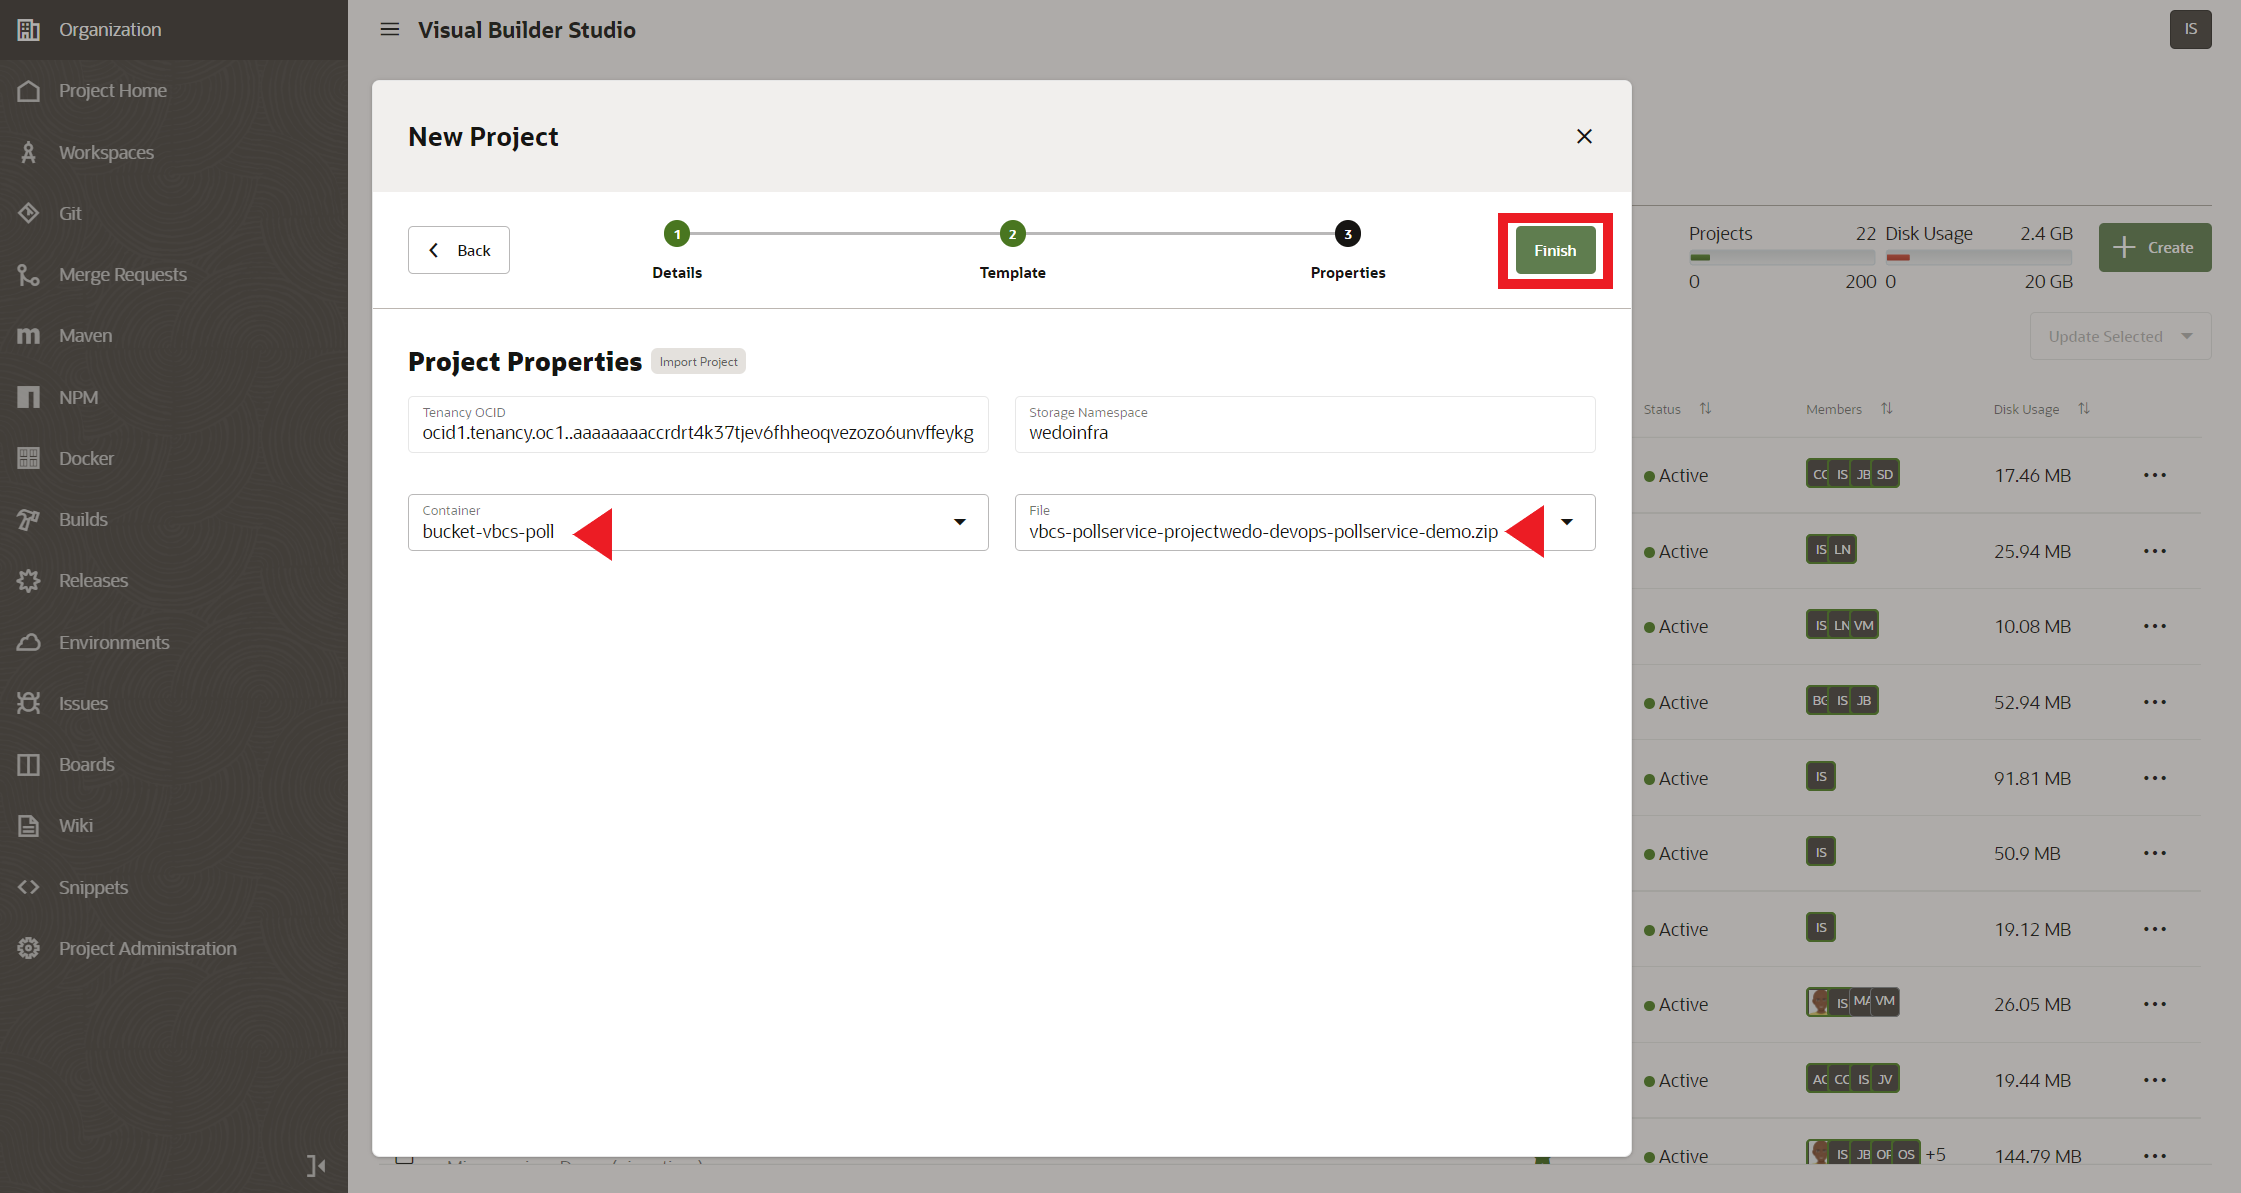 Organization
Project Home
Workspaces
Git
Merge Requests
Maven
NPM
Docker
Builds
Releases
Environments
Issues
Boards
Wiki
Snippets
Project Administration
Visual Builder Studio
IS
New Project
Back
1
2
3
Details
Template
Properties
Finish
Project Properties Import Project
Tenancy OCID
ocid1.tenancy.oc1..aaaaaaaaccrdrt4k37tjev6fhheoqvezozo6unvffeykg
Storage Namespace
wedoinfra
Container
bucket-vbcs-poll
File
vbcs-pollservice-projectwedo-devops-pollservice-demo.zip
Projects 22 Disk Usage 2.4 GB
0 200 0 20 GB
Create
Update Selected
Status Members Disk Usage
Active CC IS JB SD 17.46 MB
Active IS LN 25.94 MB
Active IS LN VM 10.08 MB
Active IS JB 52.94 MB
Active IS 91.81 MB
Active IS 50.9 MB
Active IS 19.12 MB
Active IS MA VM 26.05 MB
Active IS JV 19.44 MB
Active IS JB OS +5 144.79 MB